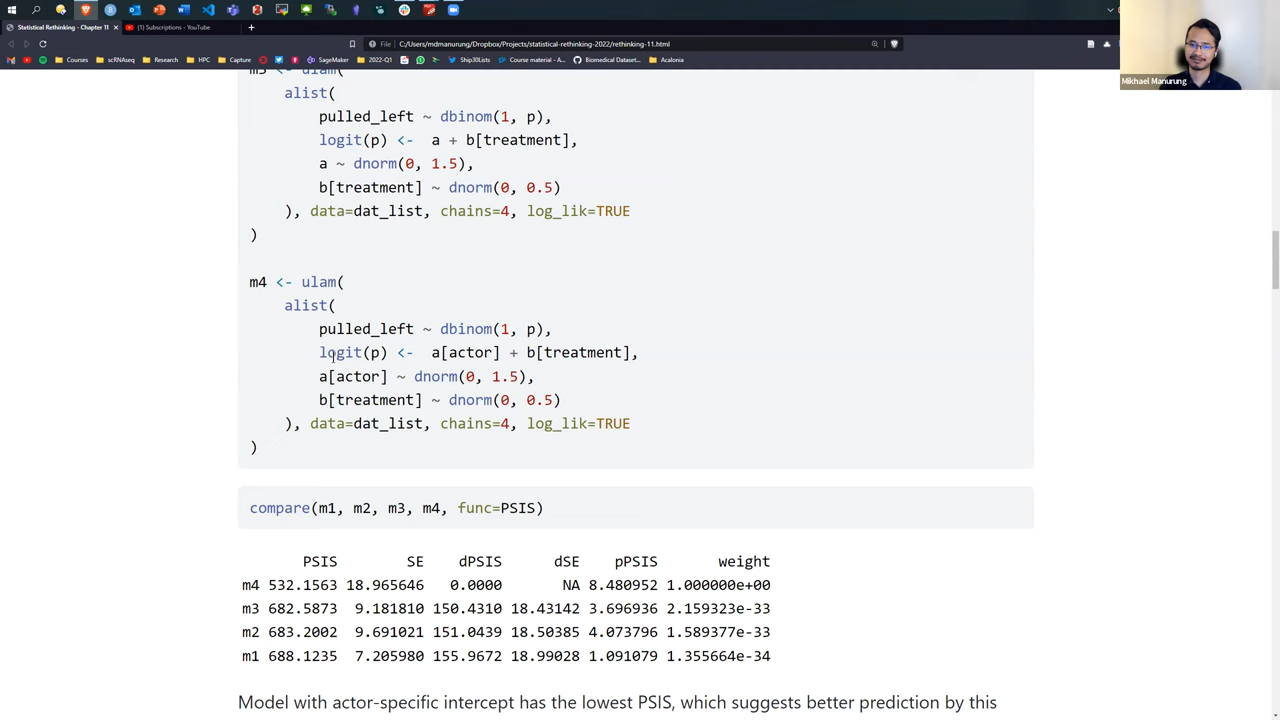 Statistical Rethinking - Chapter 11
(1) Subscriptions - YouTube
File
C:/Users/mdmanurung/Dropbox/Projects/statistical-rethinking-2022/rethinking-11.html
Courses
scRNAseq
Research
HPC
Capture
SageMaker
2022-Q1
Ship30Lists
Course material - A...
Biomedical Dataset...
Acalonia
Mikhael Manurung
m3 <- ulam(
alist(
pulled_left ~ dbinom(1, p),
logit(p) <- a + b[treatment],
a ~ dnorm(0, 1.5),
b[treatment] ~ dnorm(0, 0.5)
), data=dat_list, chains=4, log_lik=TRUE
)
m4 <- ulam(
alist(
pulled_left ~ dbinom(1, p),
logit(p) <- a[actor] + b[treatment],
a[actor] ~ dnorm(0, 1.5),
b[treatment] ~ dnorm(0, 0.5)
), data=dat_list, chains=4, log_lik=TRUE
)
compare(m1, m2, m3, m4, func=PSIS)
PSIS SE dPSIS dSE pPSIS weight
m4 532.1563 18.965646 0.0000 NA 8.480952 1.000000e+00
m3 682.5873 9.181810 150.4310 18.43142 3.696936 2.159323e-33
m2 683.2002 9.691021 151.0439 18.50385 4.073796 1.589377e-33
m1 688.1235 7.205980 155.9672 18.99028 1.091079 1.355664e-34
Model with actor-specific intercept has the lowest PSIS, which suggests better prediction by this